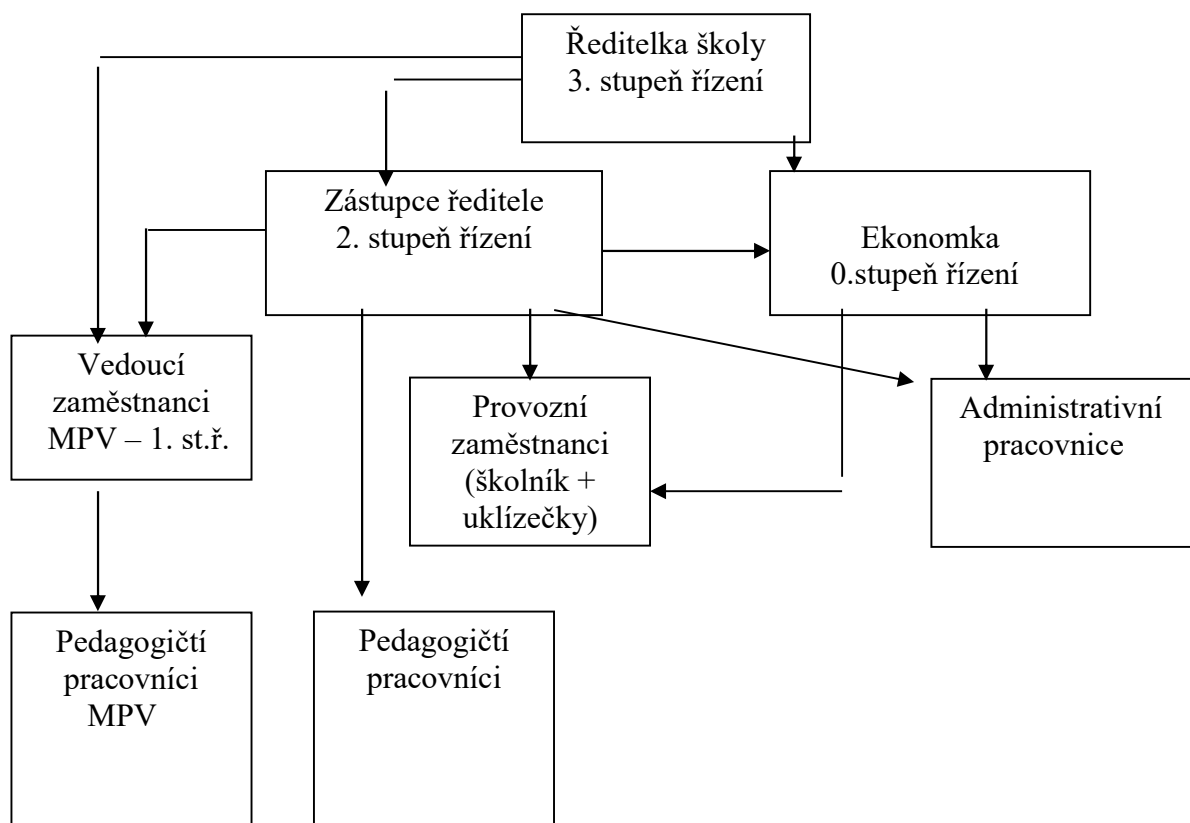 Ředitelka školy
3. stupeň řízení
Zástupce ředitele
2. stupeň řízení
Ekonomka
0.stupeň řízení
Vedoucí
zaměstnanci
MPV – 1. st.ř.
Provozní
zaměstnanci
(školník +
uklízečky)
Administrativní
pracovnice
Pedagogičtí
pracovníci
MPV
Pedagogičtí
pracovníci